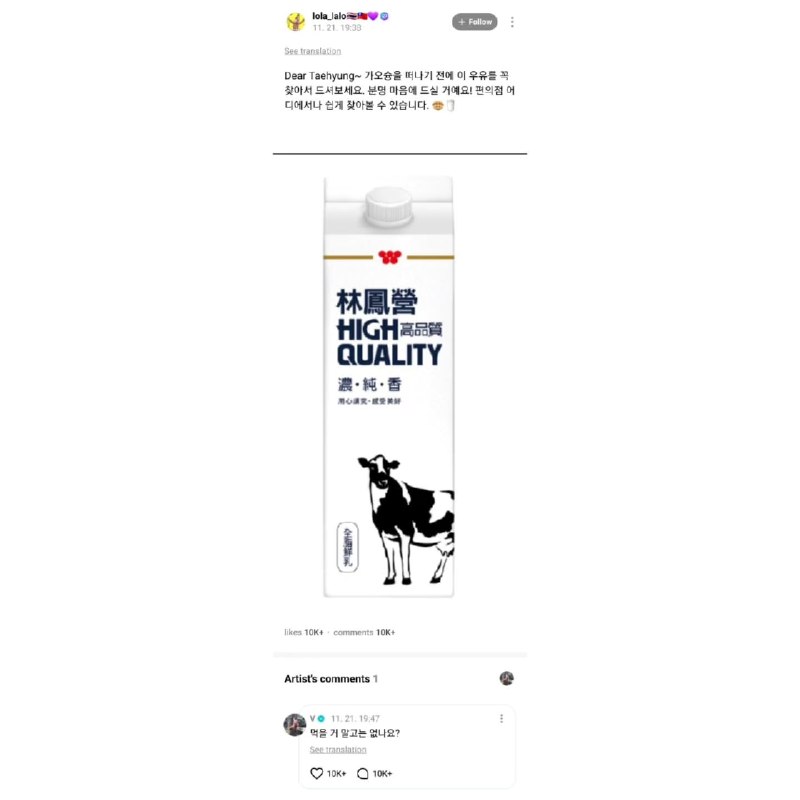 lola_lalo🇹🇭🇹🇼💜🪩
11. 21. 19:33
+ Follow
See translation
Dear Taehyung~ 가오슝을 떠나기 전에 이 우유를 꼭
찾아서 드셔보세요. 분명 마음에 드실 거예요! 편의점 어
디에서나 쉽게 찾아볼 수 있습니다.
林鳳營
HIGH 高品質
QUALITY
濃·純·香
用心講究·感受美好
全脂鮮乳
likes 10K+ · comments 10K+
Artist's comments 1
V 11. 21. 19:47
먹을 거 말고는 없나요?
See translation
10K+ 10K+